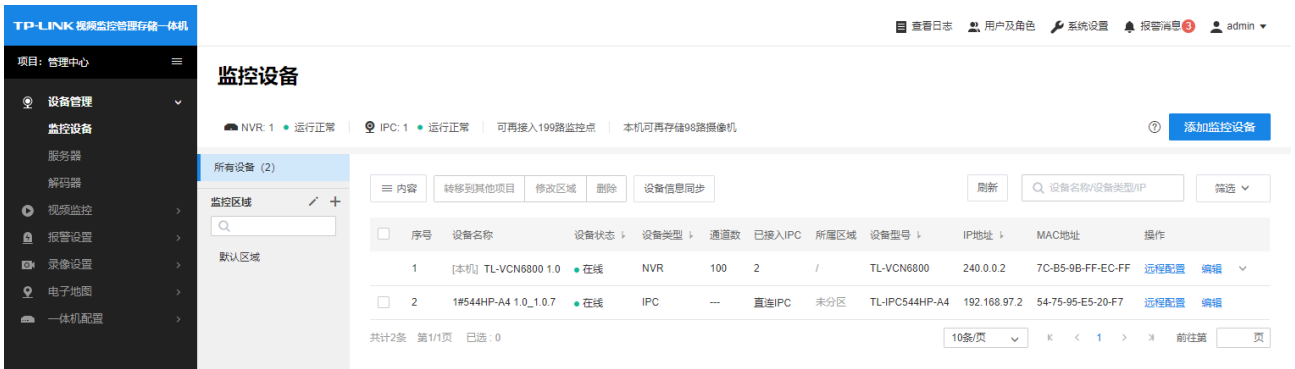 TP-LINK 视频监控管理存储一体机
查看日志 用户及角色 系统设置 报警消息 3 admin
项目：管理中心
监控设备
设备管理
监控设备
服务器
解码器
视频监控
报警设置
录像设置
电子地图
一体机配置
NVR: 1 运行正常 IPC: 1 运行正常 可再接入199路监控点 本机可再存储98路摄像机
添加监控设备
所有设备 (2)
监控区域
默认区域
内容 转移到其他项目 修改区域 删除 设备信息同步 刷新 设备名称/设备类型/IP 筛选
序号 设备名称 设备状态 设备类型 通道数 已接入IPC 所属区域 设备型号 IP地址 MAC地址 操作
1 [本机] TL-VCN6800 1.0 在线 NVR 100 2 / TL-VCN6800 240.0.0.2 7C-B5-9B-FF-EC-FF 远程配置 编辑
2 1#544HP-A4 1.0_1.0.7 在线 IPC --- 直连IPC 未分区 TL-IPC544HP-A4 192.168.97.2 54-75-95-E5-20-F7 远程配置 编辑
共计2条 第1/1页 已选 : 0 10条/页 1 前往第 页